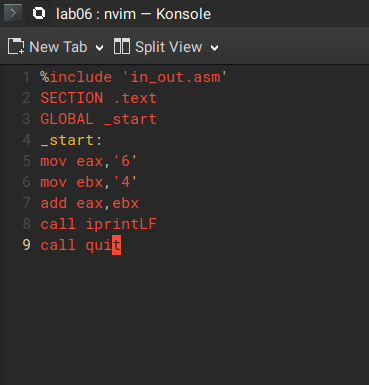 lab06 : nvim — Konsole
New Tab Split View
1 %include 'in_out.asm'
2 SECTION .text
3 GLOBAL _start
4 _start:
5 mov eax,'6'
6 mov ebx,'4'
7 add eax,ebx
8 call iprintLF
9 call quit